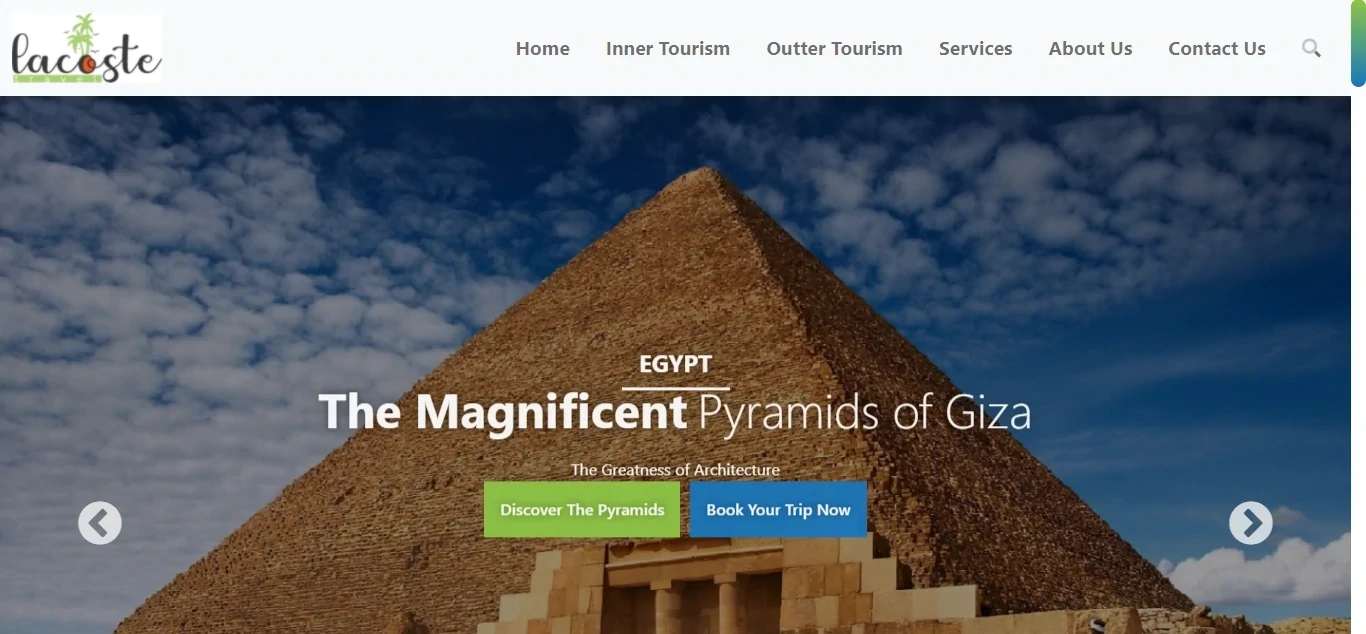 lacoste
travel
Home Inner Tourism Outter Tourism Services About Us Contact Us
EGYPT
The Magnificent Pyramids of Giza
The Greatness of Architecture
Discover The Pyramids Book Your Trip Now